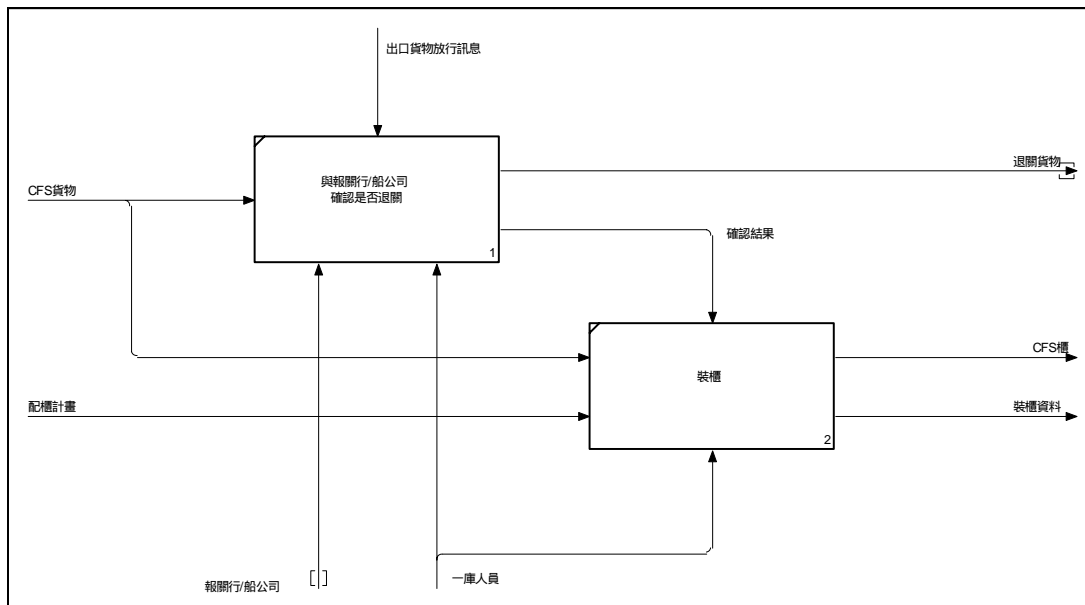 出口貨物放行訊息
退關貨物
與報關行/船公司
確認是否退關
CFS貨物
確認結果
1
CFS櫃
裝櫃
配櫃計畫
裝櫃資料
2
報關行/船公司
一庫人員